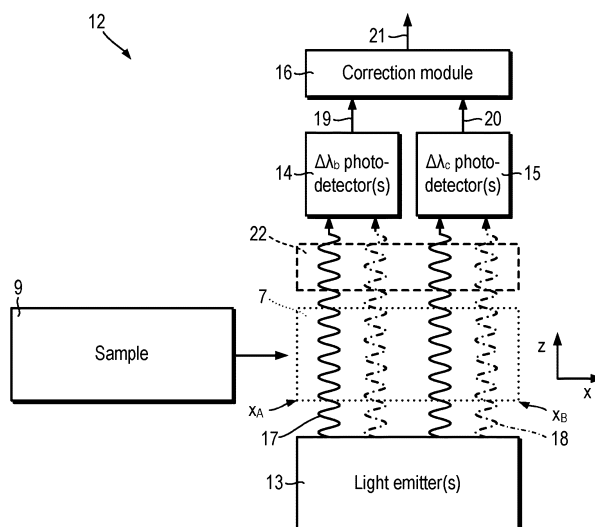 12
21
16
Correction module
19
20
14
Δλb photo-
detector(s)
Δλc photo-
detector(s)
15
22
9
7
Sample
z
x
xA
xB
17
18
13
Light emitter(s)